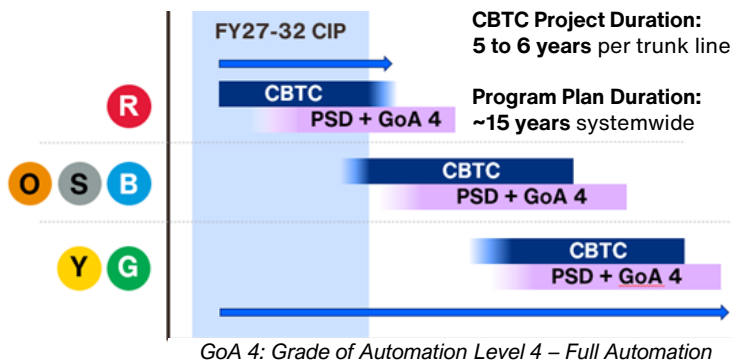 FY27-32 CIP
CBTC Project Duration:
5 to 6 years per trunk line
Program Plan Duration:
~15 years systemwide
R
CBTC
PSD + GoA 4
O S B
CBTC
PSD + GoA 4
Y G
CBTC
PSD + GoA 4
GoA 4: Grade of Automation Level 4 – Full Automation